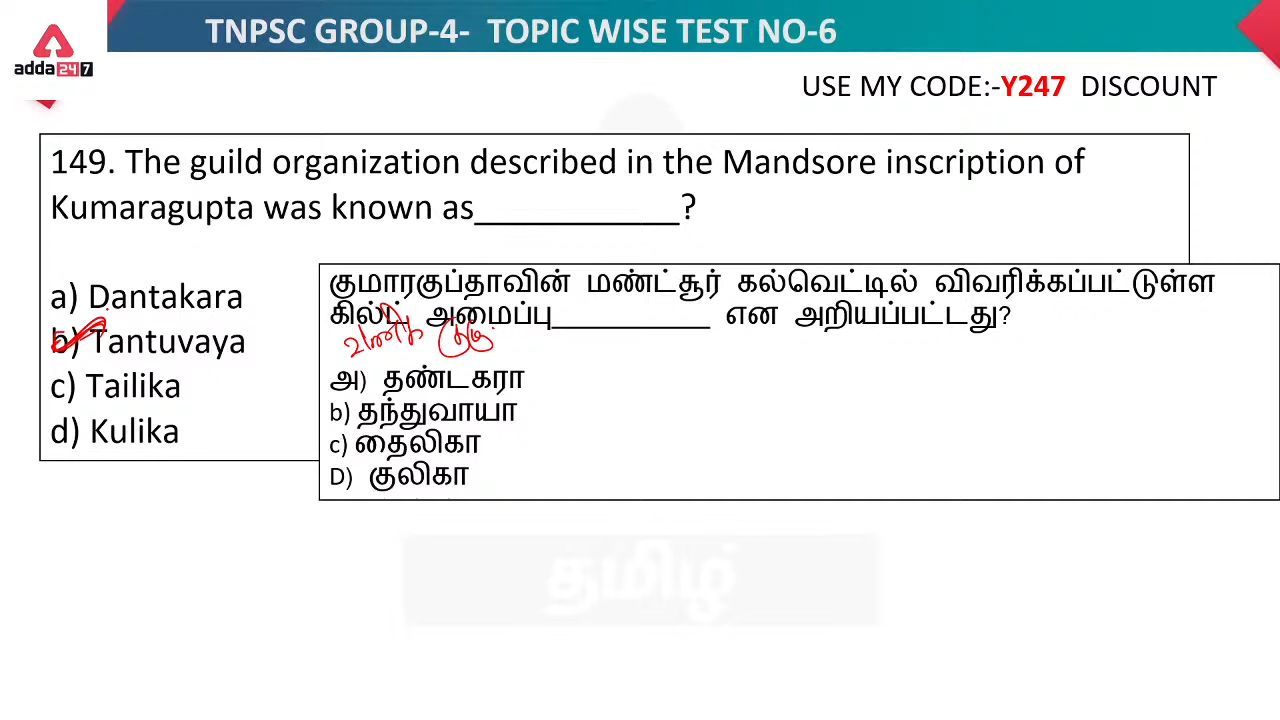 TNPSC GROUP-4- TOPIC WISE TEST NO-6
adda247
USE MY CODE:-Y247 DISCOUNT
149. The guild organization described in the Mandsore inscription of
Kumaragupta was known as____________?
a) Dantakara
b) Tantuvaya
c) Tailika
d) Kulika
குமாரகுப்தாவின் மண்ட்சூர் கல்வெட்டில் விவரிக்கப்பட்டுள்ள
கில்ட் அமைப்பு____________ என அறியப்பட்டது?
வணிக குழு
அ) தண்டகரா
b) தந்துவாயா
c) தைலிகா
D) குலிகா
தமிழ்